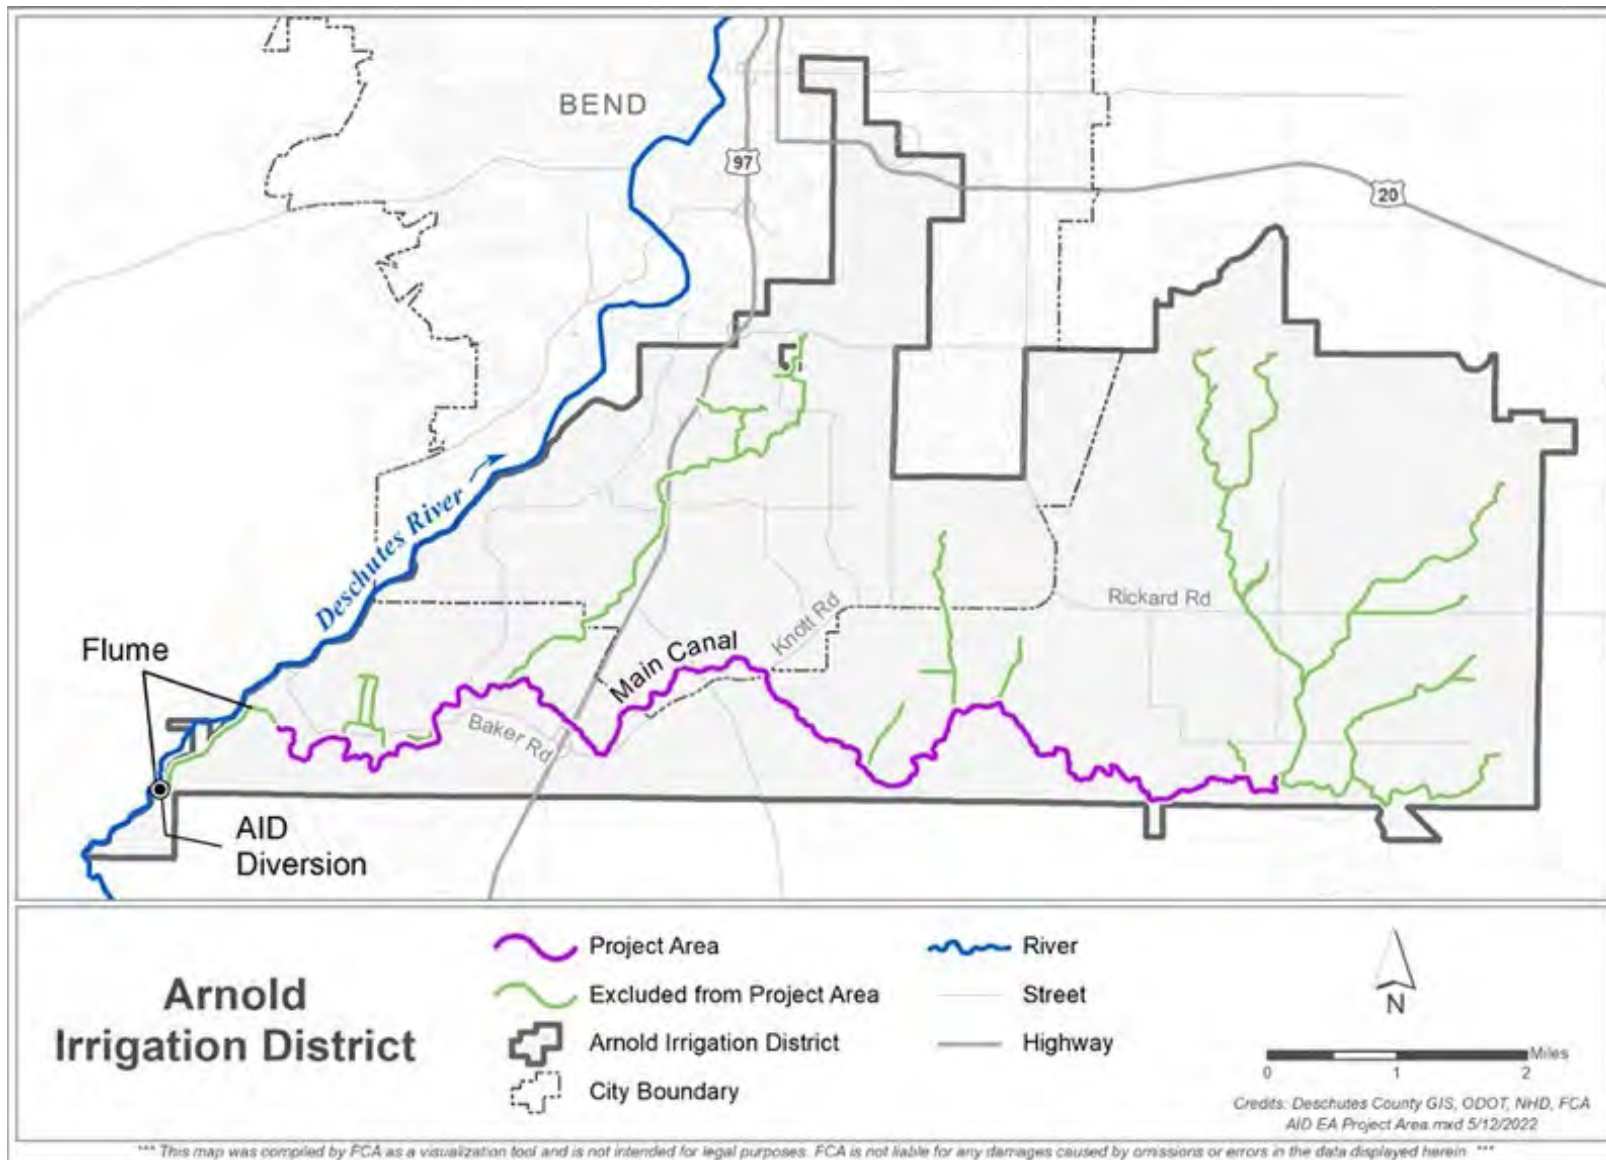 BEND
97
20
Deschutes River
Rickard Rd
Knott Rd
Main Canal
Flume
Baker Rd
AID
Diversion
Arnold
Irrigation District
Project Area
Excluded from Project Area
Arnold Irrigation District
City Boundary
River
Street
Highway
N
Miles
0 1 2
Credits: Deschutes County GIS, ODOT, NHD, FCA
AID EA Project Area.mxd 5/12/2022
*** This map was compiled by FCA as a visualization tool and is not intended for legal purposes. FCA is not liable for any damages caused by omissions or errors in the data displayed herein. ***